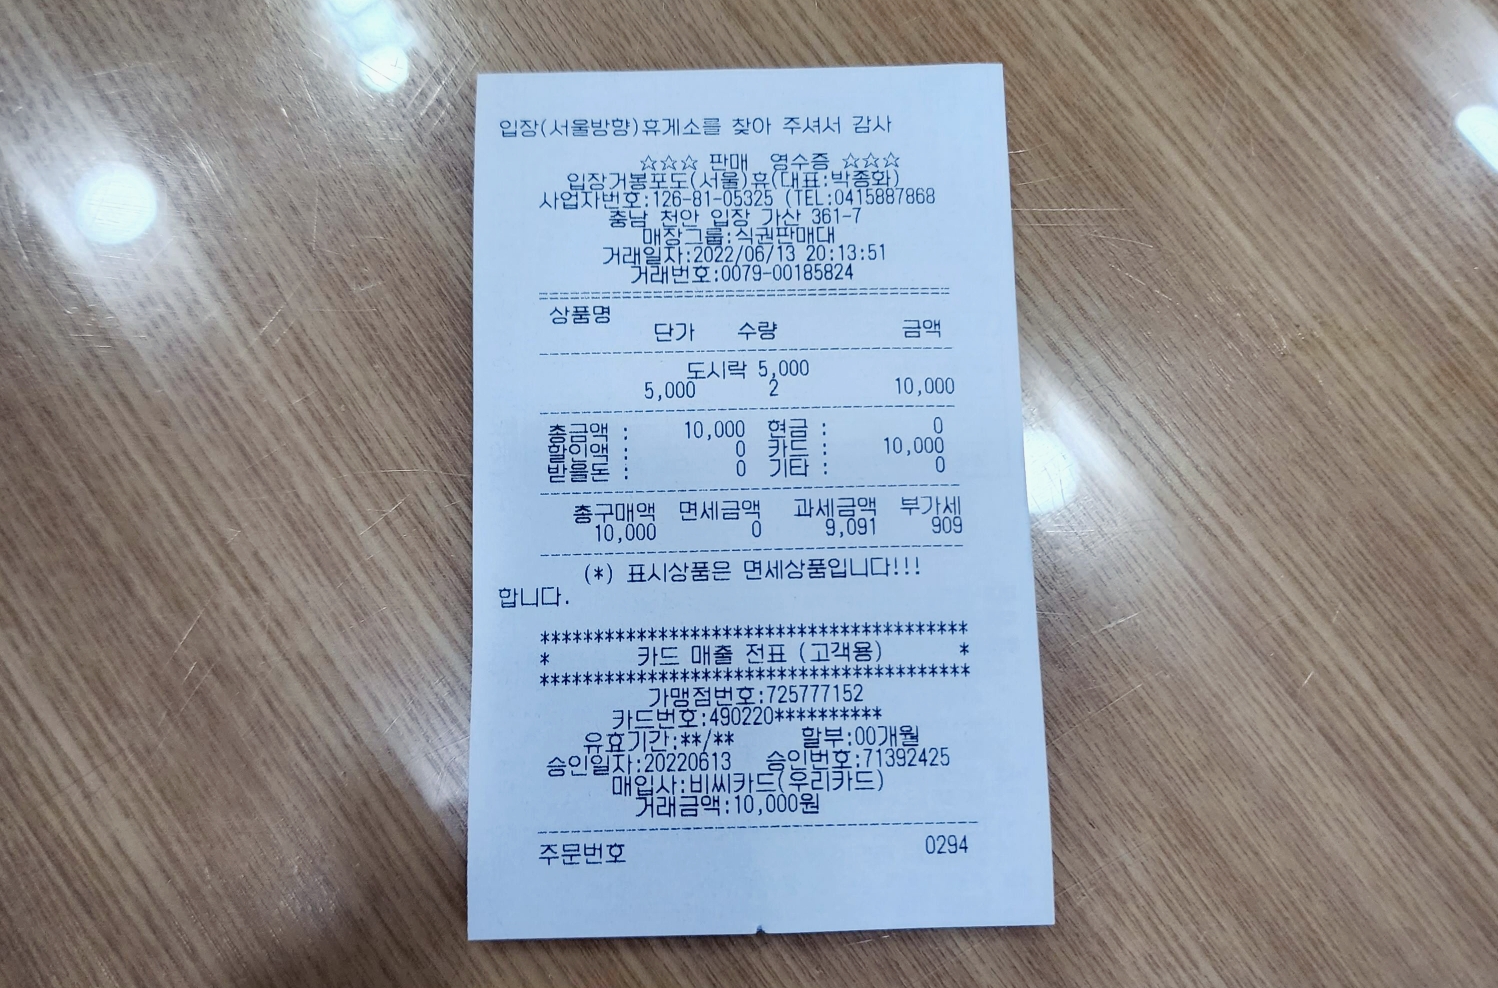 입장(서울방향)휴게소를 찾아 주셔서 감사
☆☆☆ 판매 영수증 ☆☆☆
입장거봉포도(서울)휴(대표:박종화)
사업자번호:126-81-05325 (TEL:0415887868
충남 천안 입장 가산 361-7
매장그룹:식권판매대
거래일자:2022/06/13 20:13:51
거래번호:0079-00185824
상품명
단가 수량 금액
도시락 5,000
5,000 2 10,000
총금액 : 10,000 현금 : 0
할인액 : 0 카드 : 10,000
받을돈 : 0 기타 : 0
총구매액 면세금액 과세금액 부가세
10,000 0 9,091 909
(*) 표시상품은 면세상품입니다!!!
합니다.
****************************************
* 카드 매출 전표 (고객용) *
****************************************
가맹점번호:725777152
카드번호:490220**********
유효기간:**/** 할부:00개월
승인일자:20220613 승인번호:71392425
매입사:비씨카드(우리카드)
거래금액:10,000원
주문번호 0294